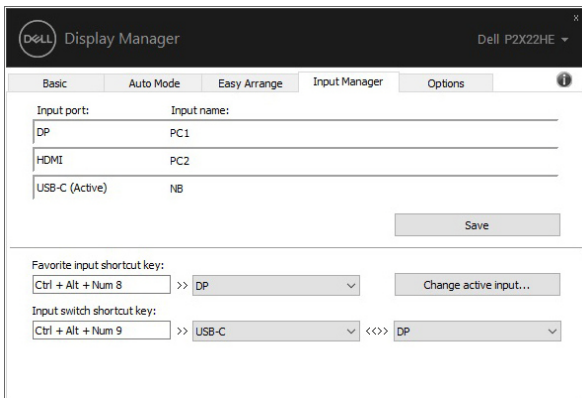 x
DELL Display Manager Dell P2X22HE
Basic Auto Mode Easy Arrange Input Manager Options i
Input port: Input name:
DP PC1
HDMI PC2
USB-C (Active) NB
Save
Favorite input shortcut key:
Ctrl + Alt + Num 8 >> DP Change active input...
Input switch shortcut key:
Ctrl + Alt + Num 9 >> USB-C <<>> DP